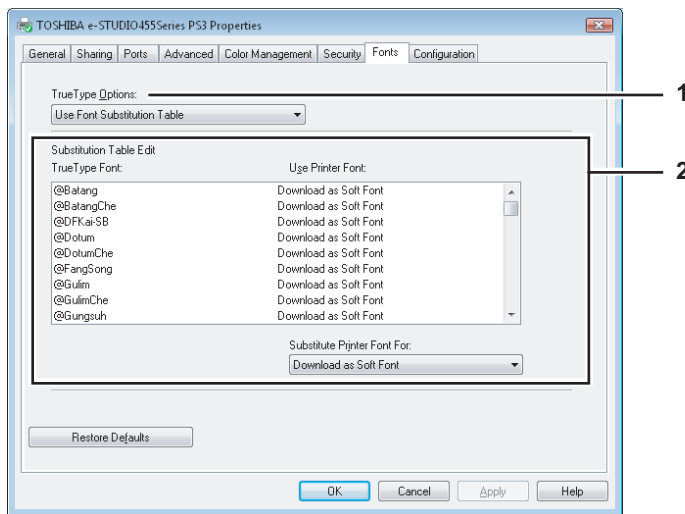 TOSHIBA e-STUDIO455Series PS3 Properties
General Sharing Ports Advanced Color Management Security Fonts Configuration
TrueType Options: 1
Use Font Substitution Table
Substitution Table Edit
TrueType Font: Use Printer Font: 2
@Batang Download as Soft Font
@BatangChe Download as Soft Font
@DFKai-SB Download as Soft Font
@Dotum Download as Soft Font
@DotumChe Download as Soft Font
@FangSong Download as Soft Font
@Gulim Download as Soft Font
@GulimChe Download as Soft Font
@Gungsuh Download as Soft Font
Substitute Printer Font For:
Download as Soft Font
Restore Defaults
OK Cancel Apply Help